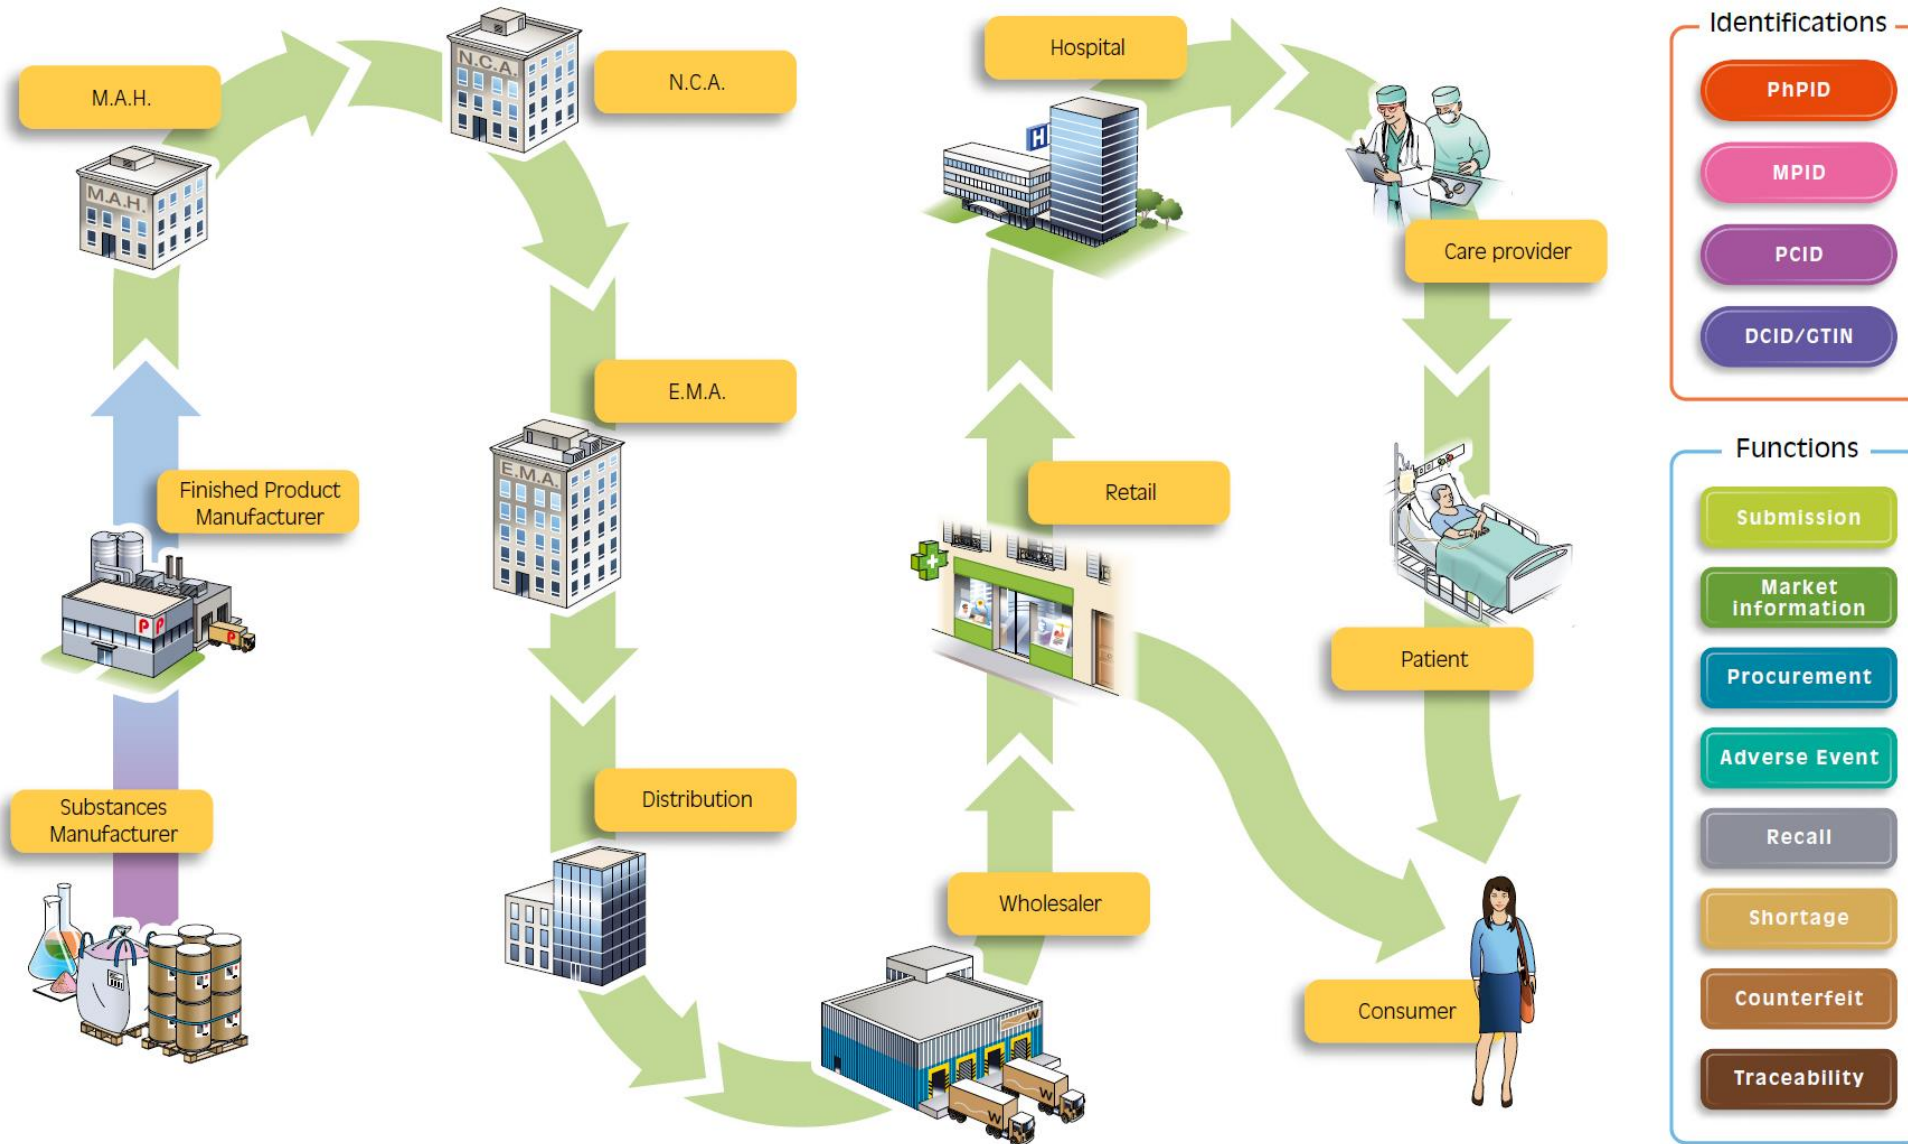 M.A.H.
M.A.H.
N.C.A.
N.C.A.
E.M.A.
E.M.A.
Finished Product
Manufacturer
P P
P
Substances
Manufacturer
Distribution
Wholesaler
W
W
W
Retail
Hospital
H
Care provider
Patient
Consumer
Identifications
PhPID
MPID
PCID
DCID/GTIN
Functions
Submission
Market
information
Procurement
Adverse Event
Recall
Shortage
Counterfeit
Traceability